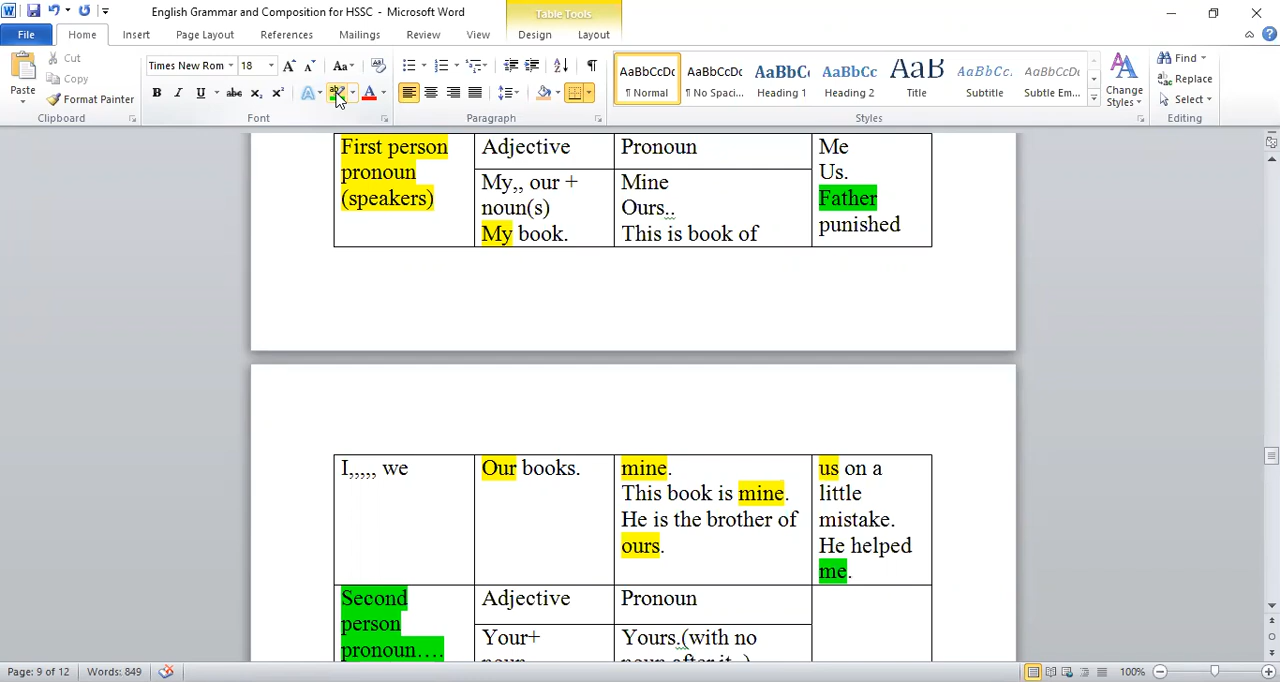 English Grammar and Composition for HSSC - Microsoft Word
Table Tools
File Home Insert Page Layout References Mailings Review View Design Layout
Cut
Copy
Format Painter
Paste
Clipboard
Times New Rom 18
Font
Paragraph
AaBbCcDc AaBbCcDc AaBbC‹ AaBbCc AaB AaBbCc. AaBbCcDc
¶ Normal ¶ No Spaci... Heading 1 Heading 2 Title Subtitle Subtle Em...
Change Styles
Styles
Find
Replace
Select
Editing
First person
pronoun
(speakers)
Adjective
My,, our +
noun(s)
My book.
Pronoun
Mine
Ours..
This is book of
Me
Us.
Father
punished
I,,,,, we
Our books.
mine.
This book is mine.
He is the brother of
ours.
us on a
little
mistake.
He helped
me.
Second
person
pronoun….
Adjective
Your+
Pronoun
Yours.(with no
Page: 9 of 12 Words: 849 100%